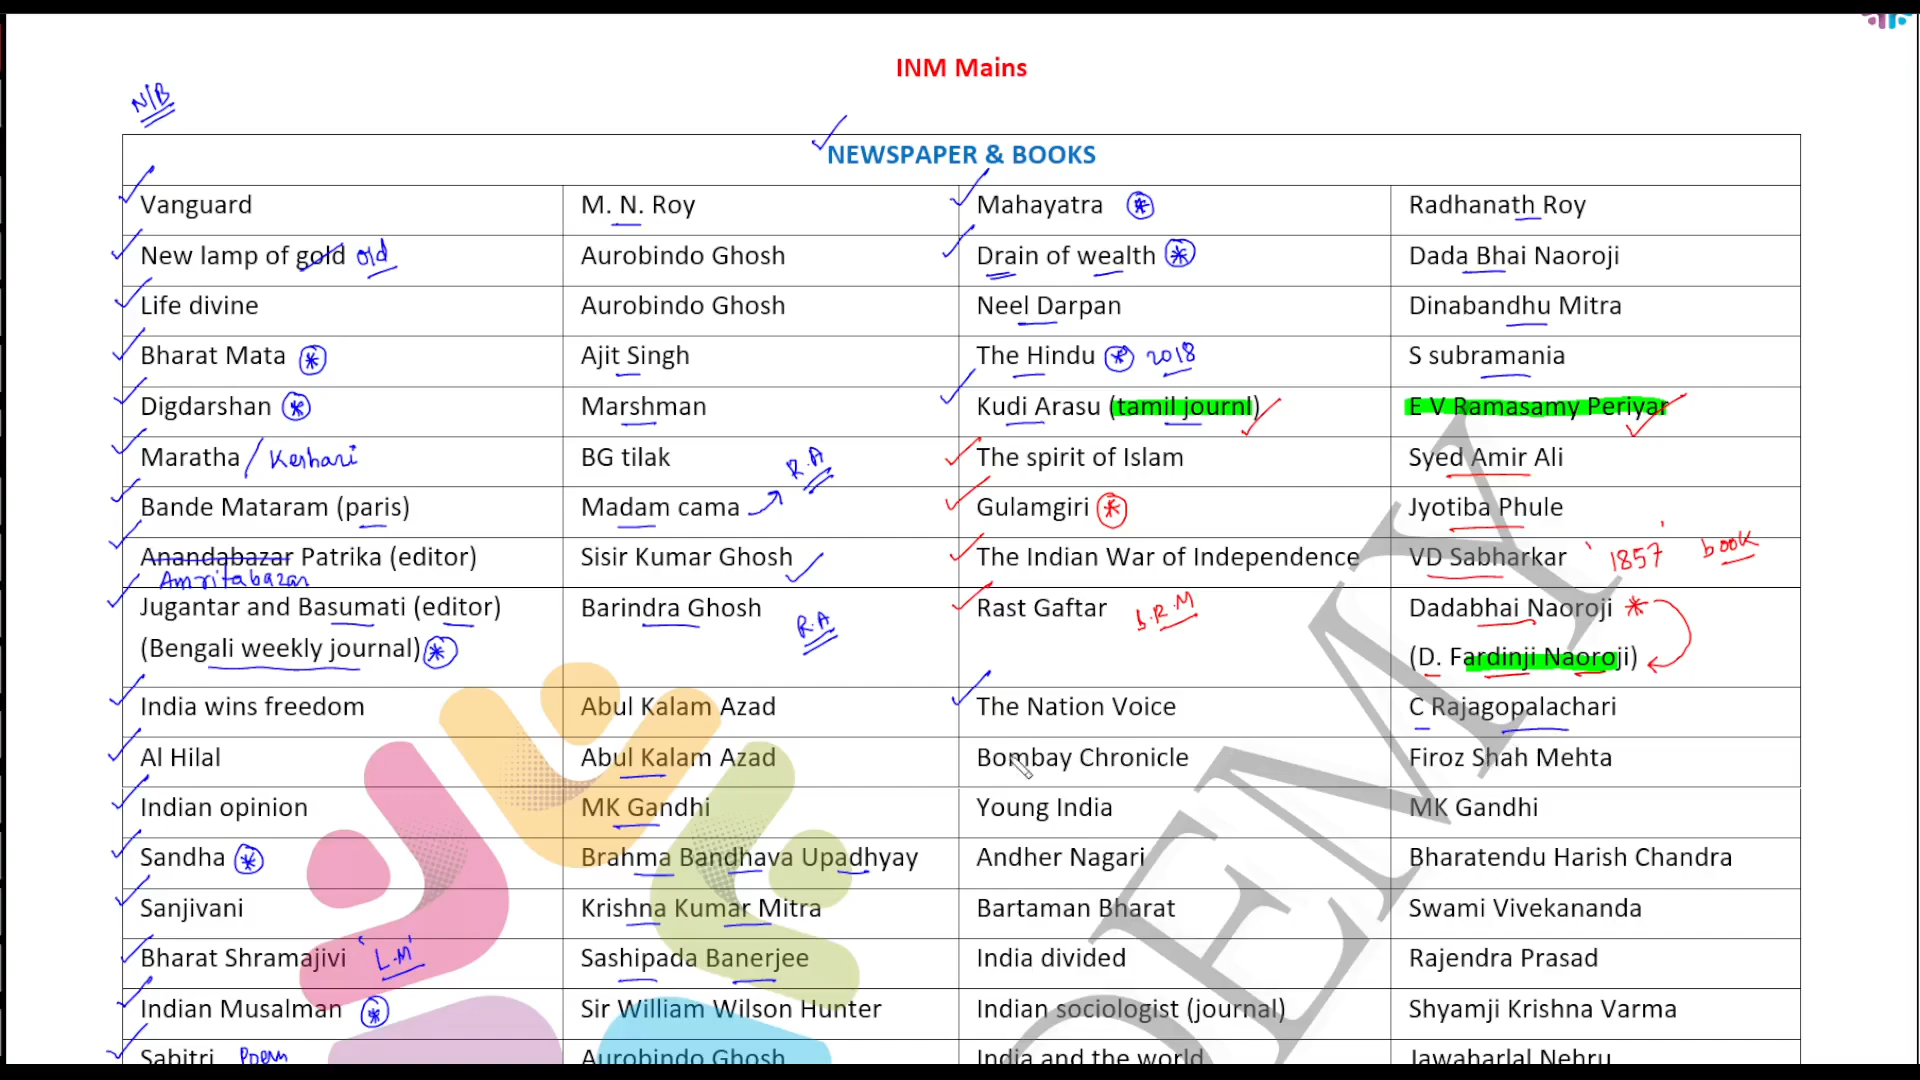 INM Mains
N/B
NEWSPAPER & BOOKS
Vanguard M. N. Roy Mahayatra Radhanath Roy
New lamp of gold old Aurobindo Ghosh Drain of wealth Dada Bhai Naoroji
Life divine Aurobindo Ghosh Neel Darpan Dinabandhu Mitra
Bharat Mata Ajit Singh The Hindu 2018 S subramania
Digdarshan Marshman Kudi Arasu (tamil journl) E V Ramasamy Periyar
Maratha / Keshari BG tilak R.A The spirit of Islam Syed Amir Ali
Bande Mataram (paris) Madam cama Gulamgiri Jyotiba Phule
Anandabazar Patrika (editor) Sisir Kumar Ghosh The Indian War of Independence VD Sabharkar '1857' book
Amritabazar
Jugantar and Basumati (editor) Barindra Ghosh R.A Rast Gaftar Dadabhai Naoroji
(Bengali weekly journal) (D. Fardinji Naoroji)
India wins freedom Abul Kalam Azad The Nation Voice C Rajagopalachari
Al Hilal Abul Kalam Azad Bombay Chronicle Firoz Shah Mehta
Indian opinion MK Gandhi Young India MK Gandhi
Sandha Brahma Bandhava Upadhyay Andher Nagari Bharatendu Harish Chandra
Sanjivani Krishna Kumar Mitra Bartaman Bharat Swami Vivekananda
Bharat Shramajivi 'L.M' Sashipada Banerjee India divided Rajendra Prasad
Indian Musalman Sir William Wilson Hunter Indian sociologist (journal) Shyamji Krishna Varma
Sabitri Poem Aurobindo Ghosh India and the world Jawaharlal Nehru